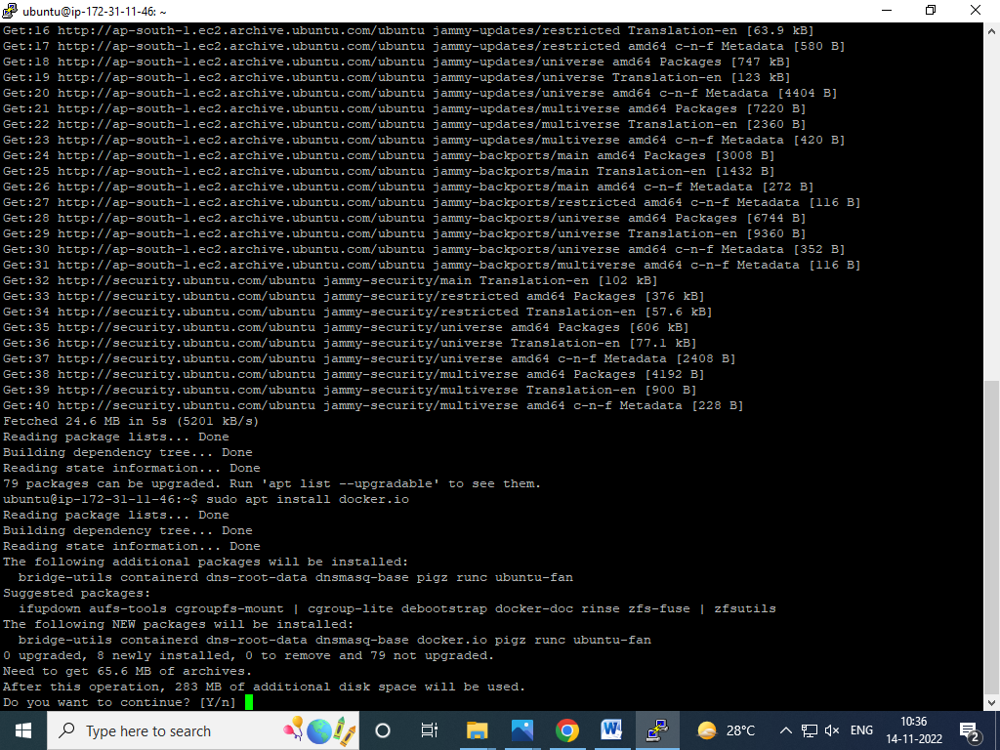 ubuntu@ip-172-31-11-46: ~
Get:16 http://ap-south-1.ec2.archive.ubuntu.com/ubuntu jammy-updates/restricted Translation-en [63.9 kB]
Get:17 http://ap-south-1.ec2.archive.ubuntu.com/ubuntu jammy-updates/restricted amd64 c-n-f Metadata [580 B]
Get:18 http://ap-south-1.ec2.archive.ubuntu.com/ubuntu jammy-updates/universe amd64 Packages [747 kB]
Get:19 http://ap-south-1.ec2.archive.ubuntu.com/ubuntu jammy-updates/universe Translation-en [123 kB]
Get:20 http://ap-south-1.ec2.archive.ubuntu.com/ubuntu jammy-updates/universe amd64 c-n-f Metadata [4404 B]
Get:21 http://ap-south-1.ec2.archive.ubuntu.com/ubuntu jammy-updates/multiverse amd64 Packages [7220 B]
Get:22 http://ap-south-1.ec2.archive.ubuntu.com/ubuntu jammy-updates/multiverse Translation-en [2360 B]
Get:23 http://ap-south-1.ec2.archive.ubuntu.com/ubuntu jammy-updates/multiverse amd64 c-n-f Metadata [420 B]
Get:24 http://ap-south-1.ec2.archive.ubuntu.com/ubuntu jammy-backports/main amd64 Packages [3008 B]
Get:25 http://ap-south-1.ec2.archive.ubuntu.com/ubuntu jammy-backports/main Translation-en [1432 B]
Get:26 http://ap-south-1.ec2.archive.ubuntu.com/ubuntu jammy-backports/main amd64 c-n-f Metadata [272 B]
Get:27 http://ap-south-1.ec2.archive.ubuntu.com/ubuntu jammy-backports/restricted amd64 c-n-f Metadata [116 B]
Get:28 http://ap-south-1.ec2.archive.ubuntu.com/ubuntu jammy-backports/universe amd64 Packages [6744 B]
Get:29 http://ap-south-1.ec2.archive.ubuntu.com/ubuntu jammy-backports/universe Translation-en [9360 B]
Get:30 http://ap-south-1.ec2.archive.ubuntu.com/ubuntu jammy-backports/universe amd64 c-n-f Metadata [352 B]
Get:31 http://ap-south-1.ec2.archive.ubuntu.com/ubuntu jammy-backports/multiverse amd64 c-n-f Metadata [116 B]
Get:32 http://security.ubuntu.com/ubuntu jammy-security/main Translation-en [102 kB]
Get:33 http://security.ubuntu.com/ubuntu jammy-security/restricted amd64 Packages [376 kB]
Get:34 http://security.ubuntu.com/ubuntu jammy-security/restricted Translation-en [57.6 kB]
Get:35 http://security.ubuntu.com/ubuntu jammy-security/universe amd64 Packages [606 kB]
Get:36 http://security.ubuntu.com/ubuntu jammy-security/universe Translation-en [77.1 kB]
Get:37 http://security.ubuntu.com/ubuntu jammy-security/universe amd64 c-n-f Metadata [2408 B]
Get:38 http://security.ubuntu.com/ubuntu jammy-security/multiverse amd64 Packages [4192 B]
Get:39 http://security.ubuntu.com/ubuntu jammy-security/multiverse Translation-en [900 B]
Get:40 http://security.ubuntu.com/ubuntu jammy-security/multiverse amd64 c-n-f Metadata [228 B]
Fetched 24.6 MB in 5s (5201 kB/s)
Reading package lists... Done
Building dependency tree... Done
Reading state information... Done
79 packages can be upgraded. Run 'apt list --upgradable' to see them.
ubuntu@ip-172-31-11-46:~$ sudo apt install docker.io
Reading package lists... Done
Building dependency tree... Done
Reading state information... Done
The following additional packages will be installed:
  bridge-utils containerd dns-root-data dnsmasq-base pigz runc ubuntu-fan
Suggested packages:
  ifupdown aufs-tools cgroupfs-mount | cgroup-lite debootstrap docker-doc rinse zfs-fuse | zfsutils
The following NEW packages will be installed:
  bridge-utils containerd dns-root-data dnsmasq-base docker.io pigz runc ubuntu-fan
0 upgraded, 8 newly installed, 0 to remove and 79 not upgraded.
Need to get 65.6 MB of archives.
After this operation, 283 MB of additional disk space will be used.
Do you want to continue? [Y/n]
Type here to search
W
28°C
ENG
10:36
14-11-2022
2